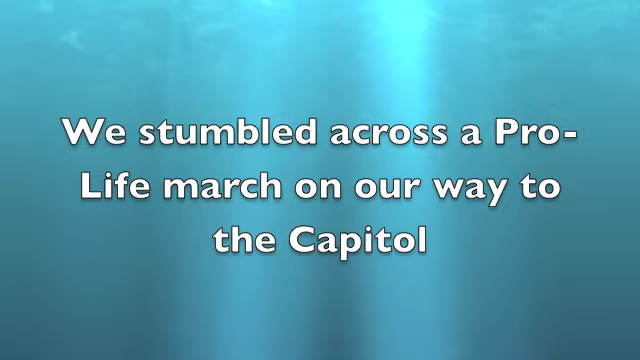 We stumbled across a Pro-
Life march on our way to
the Capitol